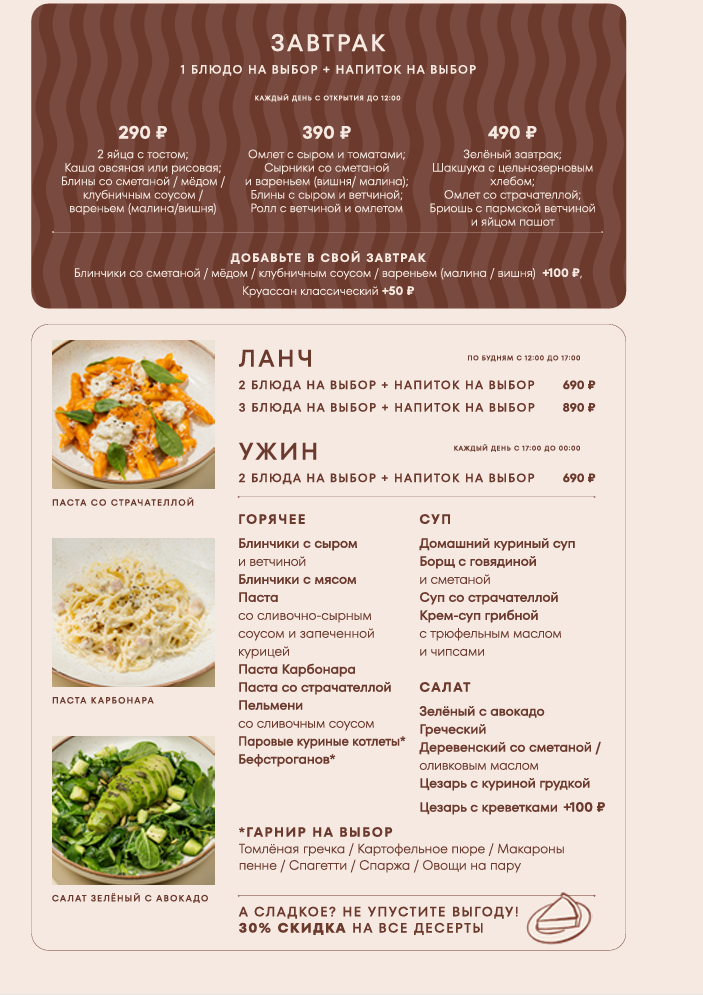 ЗАВТРАК
1 БЛЮДО НА ВЫБОР + НАПИТОК НА ВЫБОР
КАЖДЫЙ ДЕНЬ С ОТКРЫТИЯ ДО 12:00
290 ₽
2 яйца с тостом;
Каша овсяная или рисовая;
Блины со сметаной / мёдом /
клубничным соусом /
вареньем (малина/вишня)
390 ₽
Омлет с сыром и томатами;
Сырники со сметаной
и вареньем (вишня/ малина);
Блины с сыром и ветчиной;
Ролл с ветчиной и омлетом
490 ₽
Зелёный завтрак;
Шакшука с цельнозерновым
хлебом;
Омлет со страчателлой;
Бриошь с пармской ветчиной
и яйцом пашот
ДОБАВЬТЕ В СВОЙ ЗАВТРАК
Блинчики со сметаной / мёдом / клубничным соусом / вареньем (малина / вишня) +100 ₽,
Круассан классический +50 ₽
ЛАНЧ
ПО БУДНЯМ С 12:00 ДО 17:00
2 БЛЮДА НА ВЫБОР + НАПИТОК НА ВЫБОР 690 ₽
3 БЛЮДА НА ВЫБОР + НАПИТОК НА ВЫБОР 890 ₽
УЖИН
КАЖДЫЙ ДЕНЬ С 17:00 ДО 00:00
2 БЛЮДА НА ВЫБОР + НАПИТОК НА ВЫБОР 690 ₽
ПАСТА СО СТРАЧАТЕЛЛОЙ
ПАСТА КАРБОНАРА
САЛАТ ЗЕЛЁНЫЙ С АВОКАДО
ГОРЯЧЕЕ
Блинчики с сыром
и ветчиной
Блинчики с мясом
Паста
со сливочно-сырным
соусом и запеченной
курицей
Паста Карбонара
Паста со страчателлой
Пельмени
со сливочным соусом
Паровые куриные котлеты*
Бефстроганов*
СУП
Домашний куриный суп
Борщ с говядиной
и сметаной
Суп со страчателлой
Крем-суп грибной
с трюфельным маслом
и чипсами
САЛАТ
Зелёный с авокадо
Греческий
Деревенский со сметаной /
оливковым маслом
Цезарь с куриной грудкой
Цезарь с креветками +100 ₽
*ГАРНИР НА ВЫБОР
Томлёная гречка / Картофельное пюре / Макароны
пенне / Спагетти / Спаржа / Овощи на пару
А СЛАДКОЕ? НЕ УПУСТИТЕ ВЫГОДУ!
30% СКИДКА НА ВСЕ ДЕСЕРТЫ